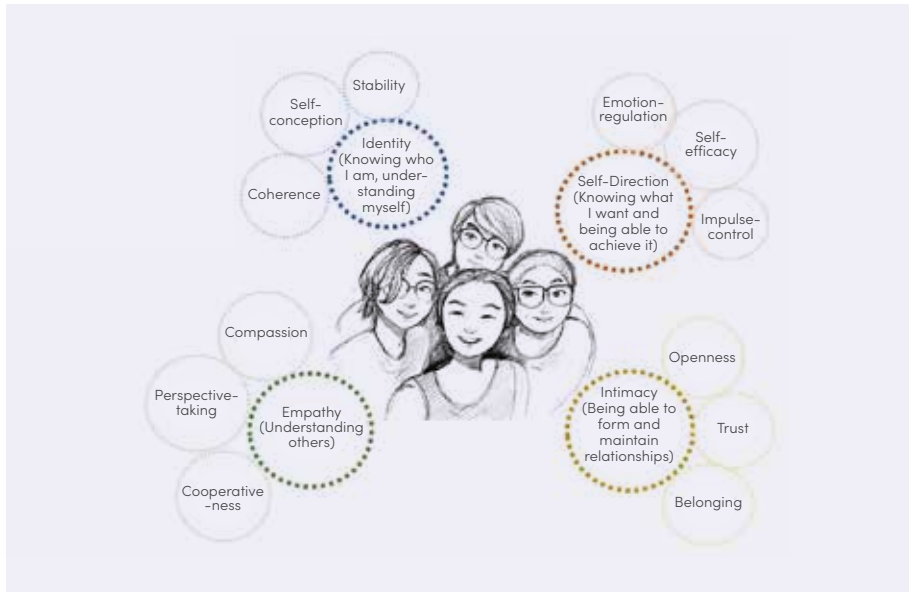 Stability
Self-
conception
Coherence
Identity
(Knowing who
I am, under-
standing
myself)
Emotion-
regulation
Self-
efficacy
Impulse-
control
Self-Direction
(Knowing what
I want and
being able to
achieve it)
Compassion
Perspective-
taking
Cooperative
-ness
Empathy
(Understanding
others)
Openness
Trust
Belonging
Intimacy
(Being able to
form and
maintain
relationships)